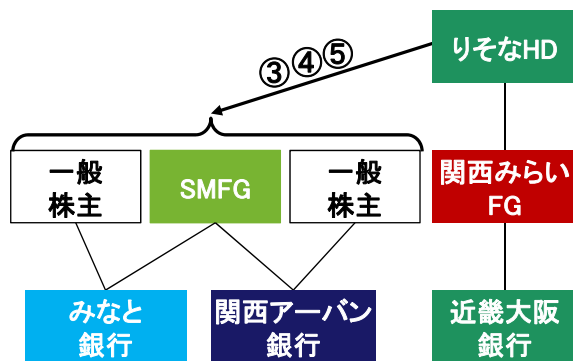 りそなHD
③④⑤
一般
株主
SMFG
一般
株主
関西みらい
FG
みなと
銀行
関西アーバン
銀行
近畿大阪
銀行